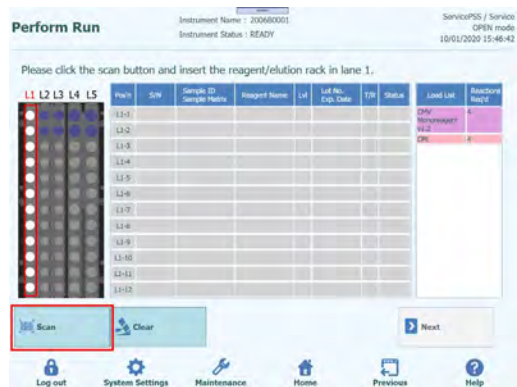 Perform Run
Instrument Name : 200680001
Instrument Status : READY
ServicePSS / Service
OPEN mode
10/01/2020 15:46:42
Please click the scan button and insert the reagent/elution rack in lane 1.
L1 L2 L3 L4 L5
Pos'n S/N Sample ID Reagent Name Lvl Lot No. T/R Status
Sample Matrix Exp. Date
Load List Reactions
Req'd
L1-1
L1-2
L1-3
L1-4
L1-5
L1-6
L1-7
L1-8
L1-9
L1-10
L1-11
L1-12
CMV 4
Monoreagent
CPE 4
Scan
Clear
Next
Log out
System Settings
Maintenance
Home
Previous
Help